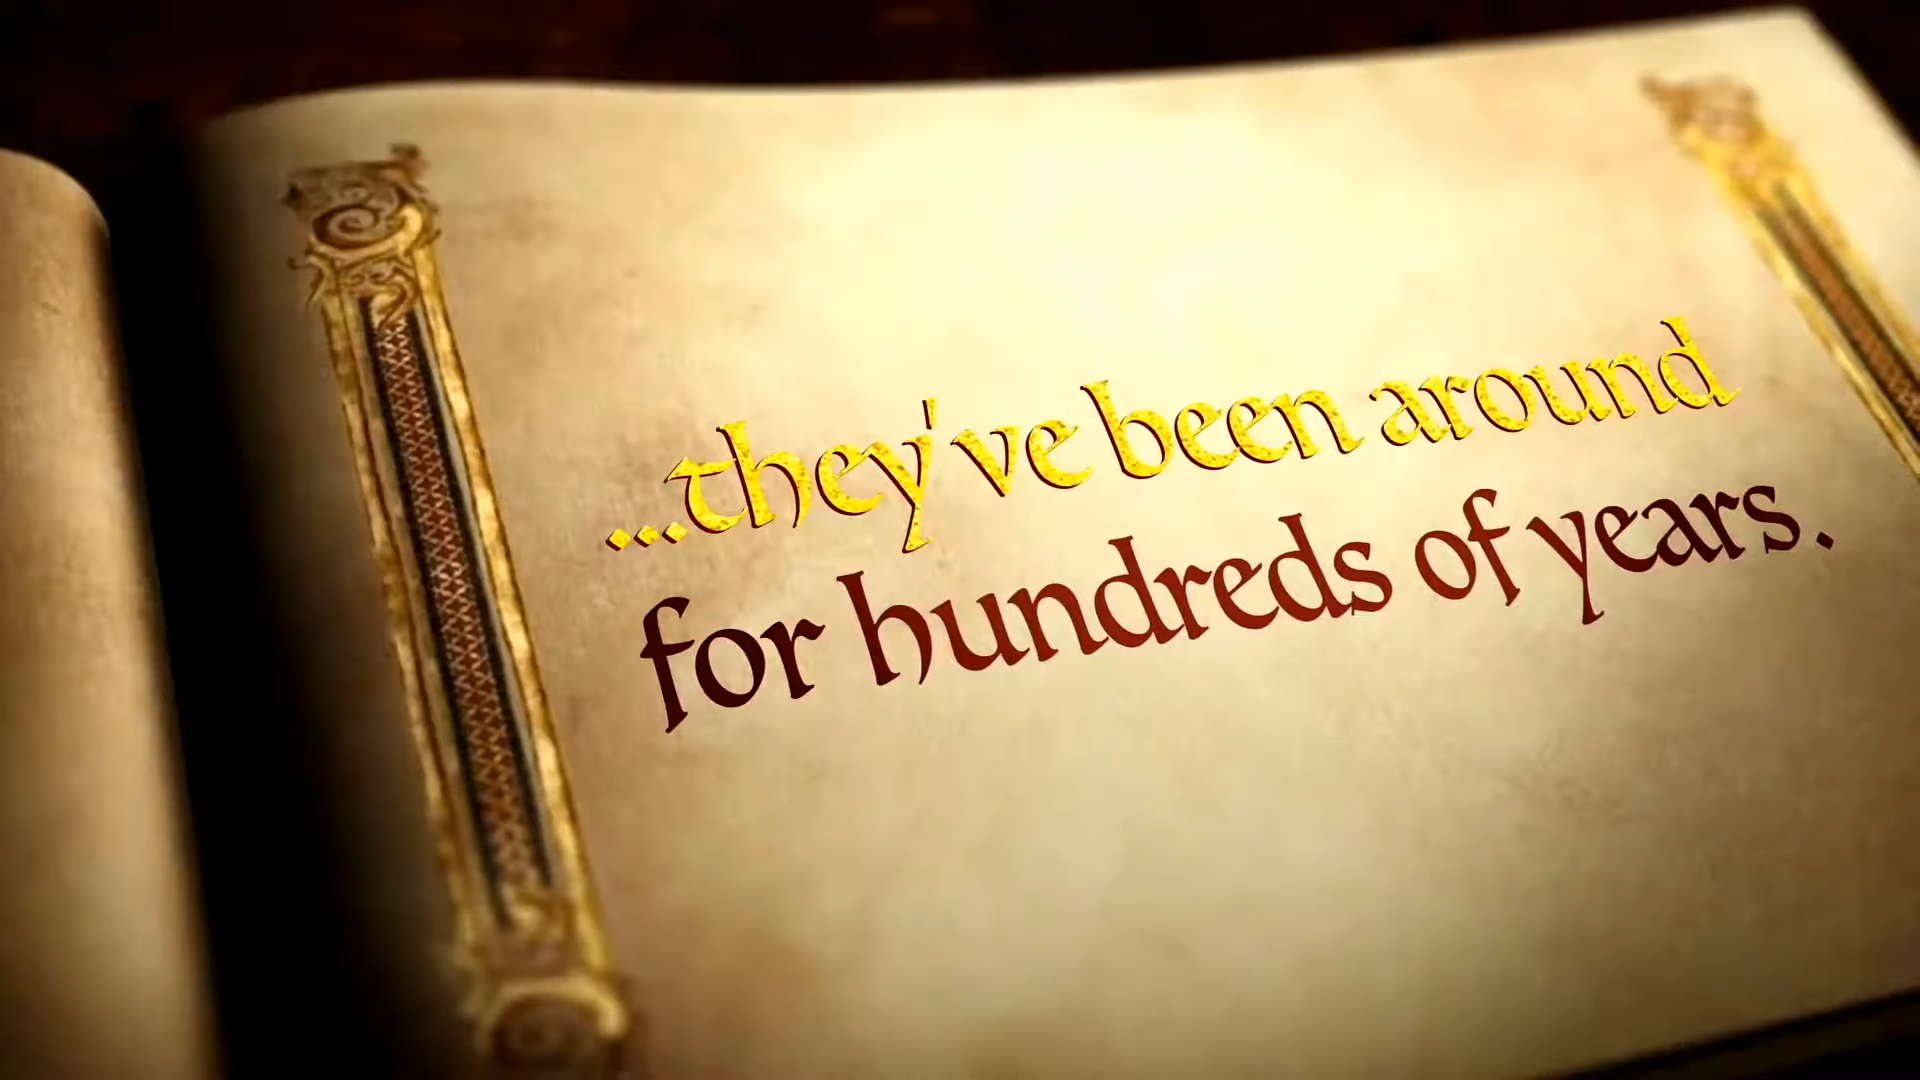 ...they've been around
for hundreds of years.